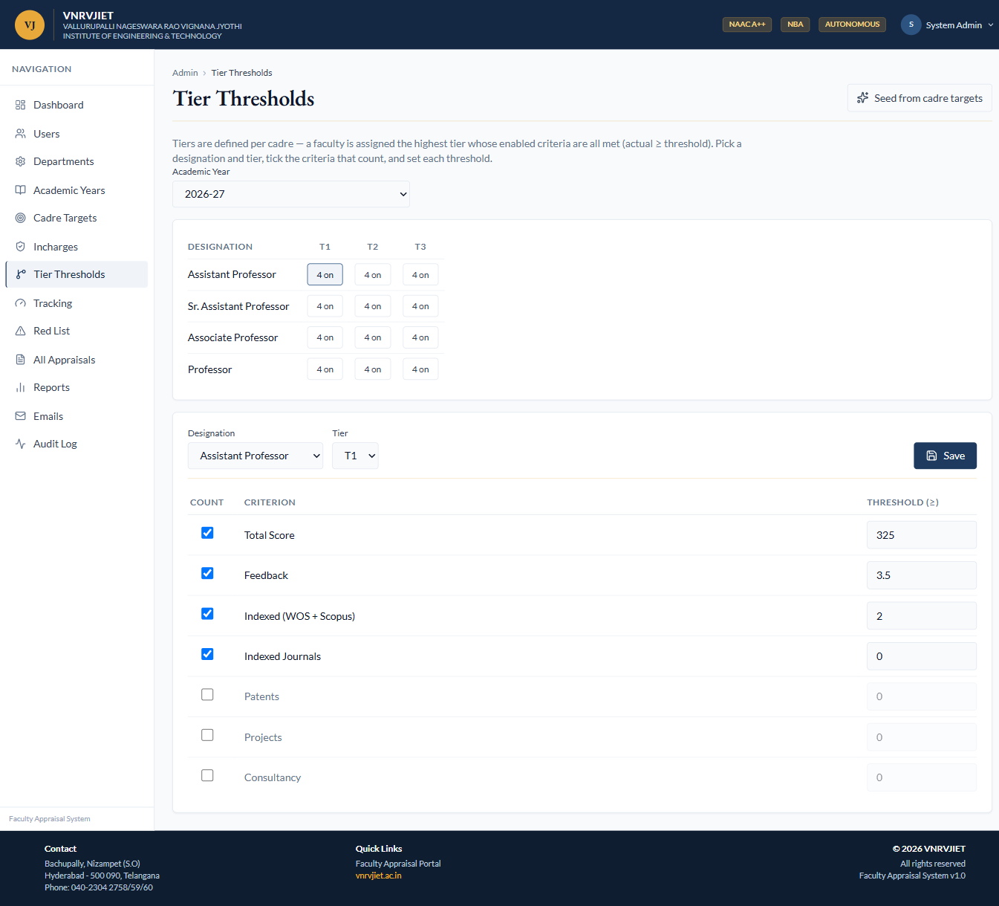 VJ
VNRVJIET
VALLURUPALLI NAGESWARA RAO VIGNANA JYOTHI
INSTITUTE OF ENGINEERING & TECHNOLOGY
NAAC A++
NBA
AUTONOMOUS
S
System Admin
NAVIGATION
Dashboard
Users
Departments
Academic Years
Cadre Targets
Incharges
Tier Thresholds
Tracking
Red List
All Appraisals
Reports
Emails
Audit Log
Faculty Appraisal System
Admin › Tier Thresholds
Tier Thresholds
Seed from cadre targets
Tiers are defined per cadre — a faculty is assigned the highest tier whose enabled criteria are all met (actual ≥ threshold). Pick a
designation and tier, tick the criteria that count, and set each threshold.
Academic Year
2026-27
DESIGNATION T1 T2 T3
Assistant Professor 4 on 4 on 4 on
Sr. Assistant Professor 4 on 4 on 4 on
Associate Professor 4 on 4 on 4 on
Professor 4 on 4 on 4 on
Designation Tier
Assistant Professor T1 Save
COUNT CRITERION THRESHOLD (≥)
Total Score 325
Feedback 3.5
Indexed (WOS + Scopus) 2
Indexed Journals 0
Patents 0
Projects 0
Consultancy 0
Contact
Bachupally, Nizampet (S.O)
Hyderabad - 500 090, Telangana
Phone: 040-2304 2758/59/60
Quick Links
Faculty Appraisal Portal
vnrvjiet.ac.in
© 2026 VNRVJIET
All rights reserved
Faculty Appraisal System v1.0